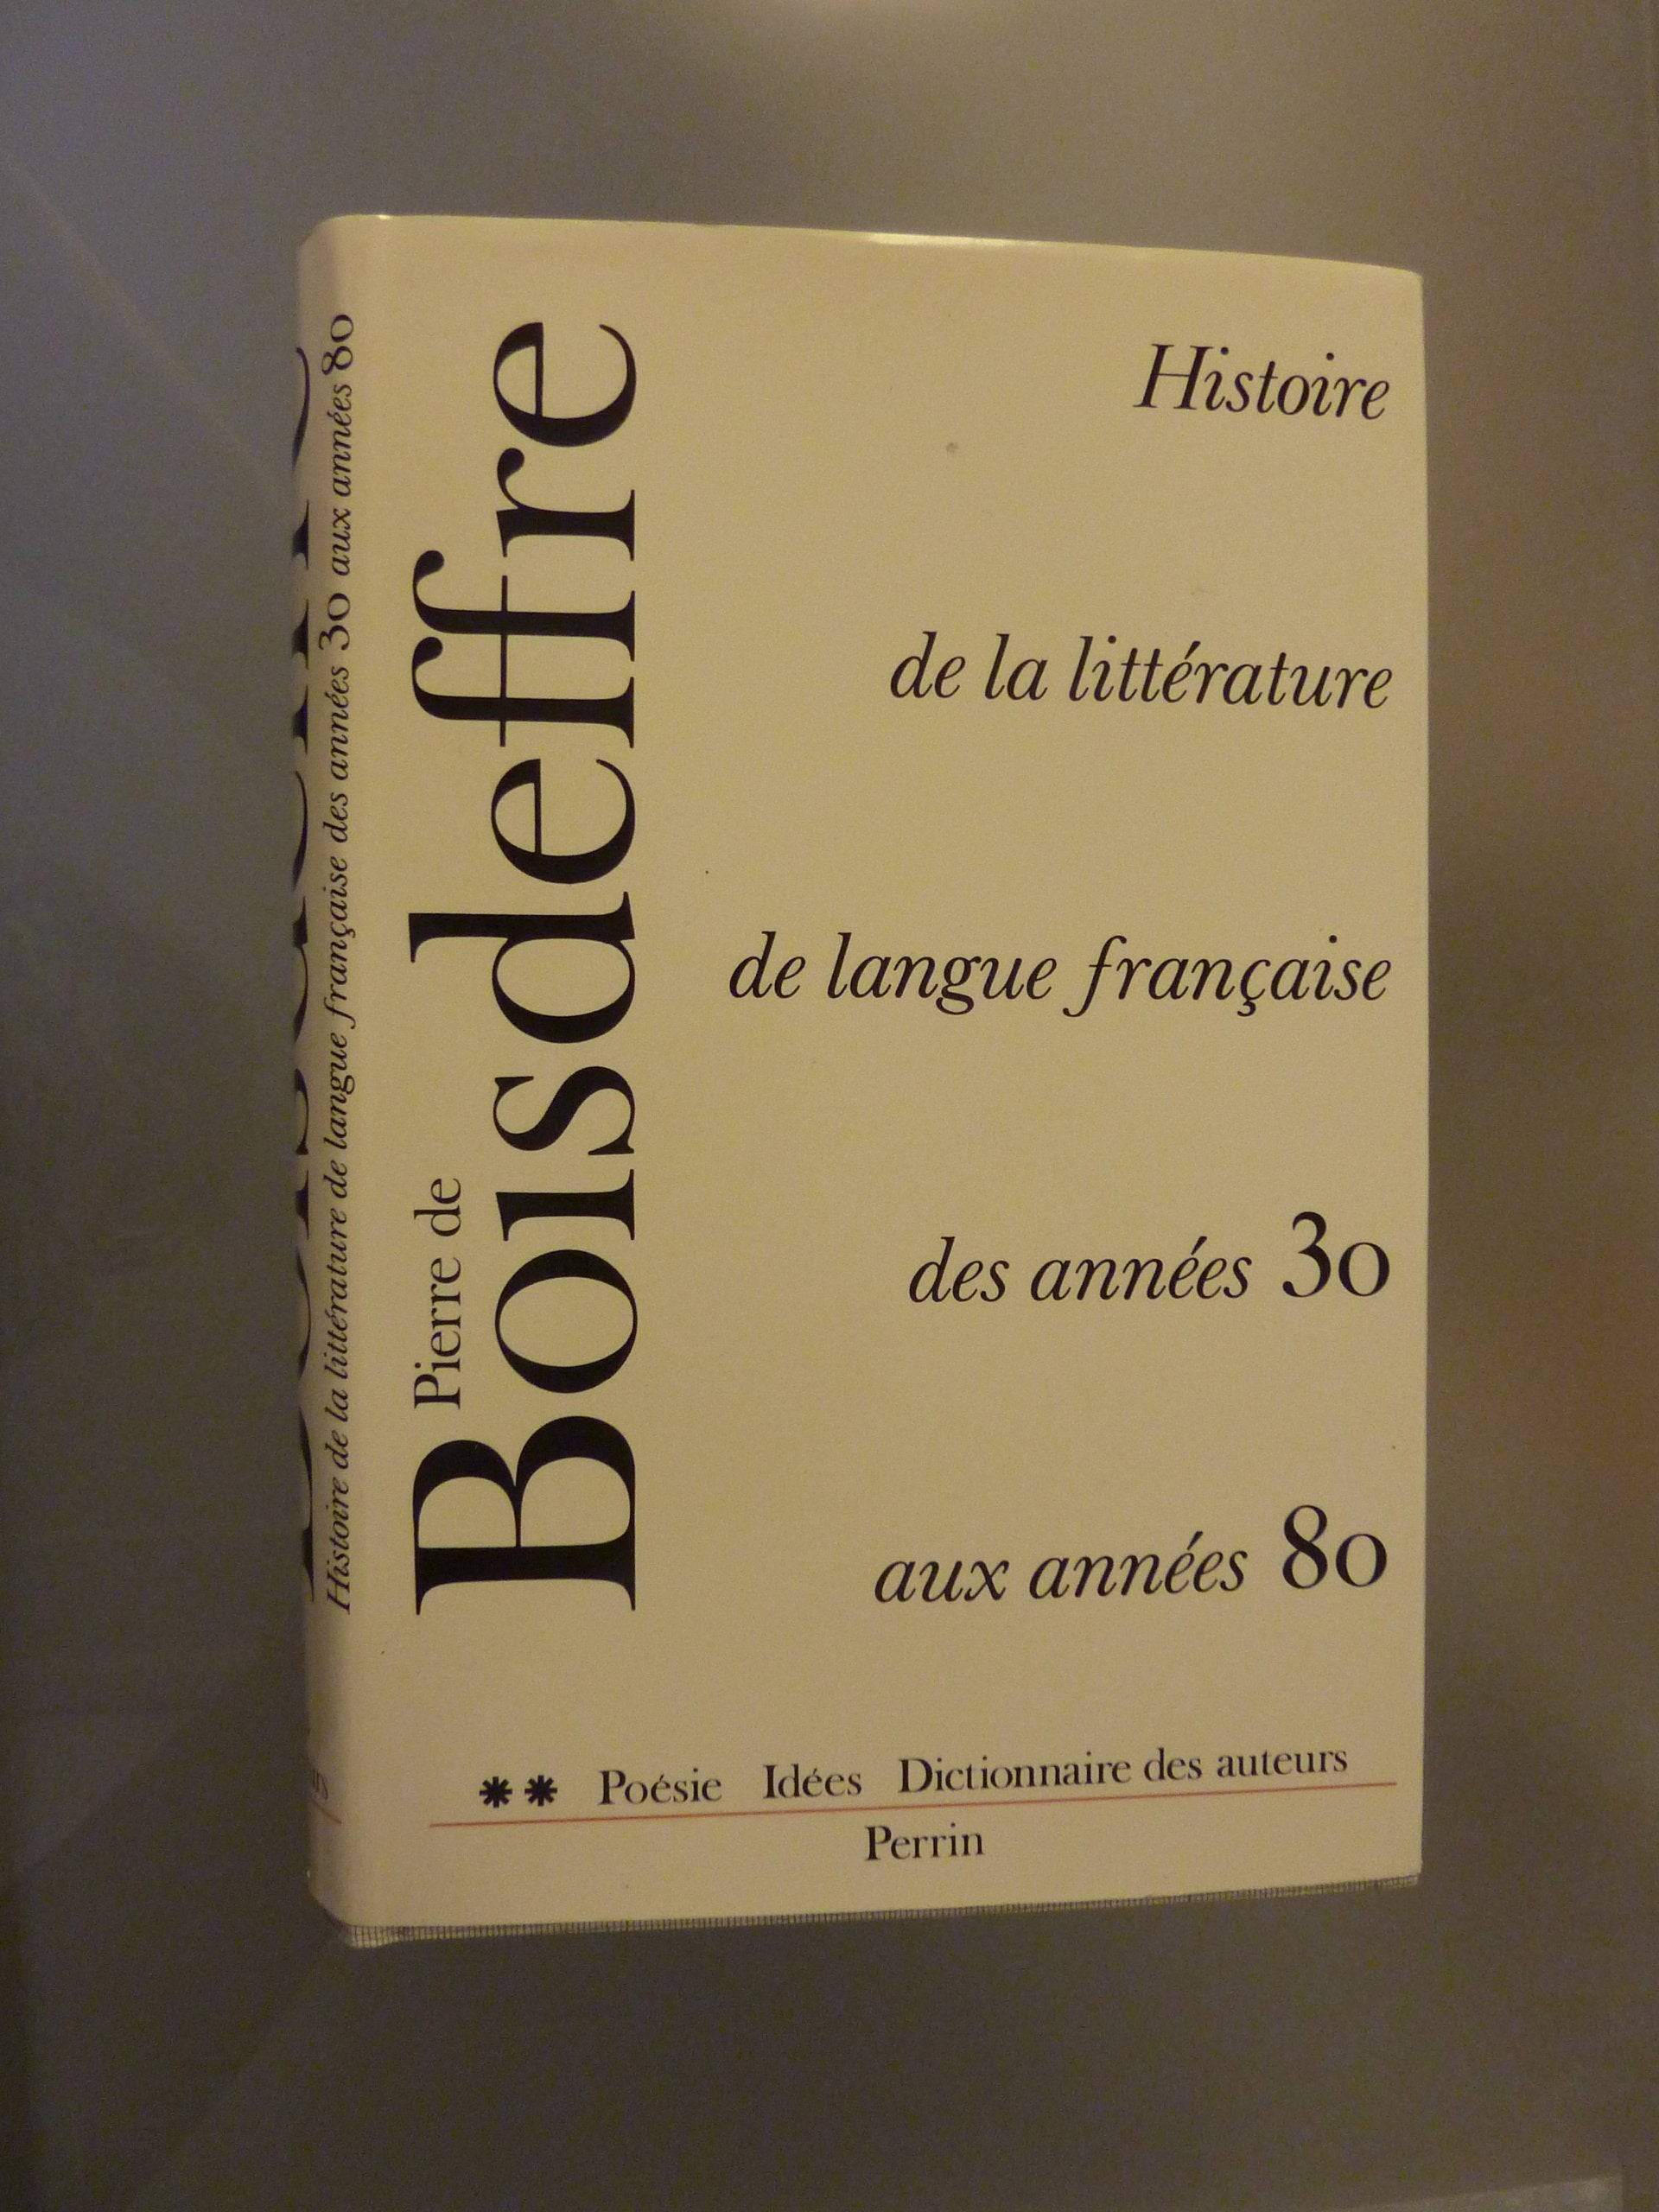 Histoire de la littérature de langue française des années 30 aux années 80
Pierre de
Boisdeffre
Histoire
de la littérature
de langue française
des années 30
aux années 80
** Poésie Idées Dictionnaire des auteurs
Perrin